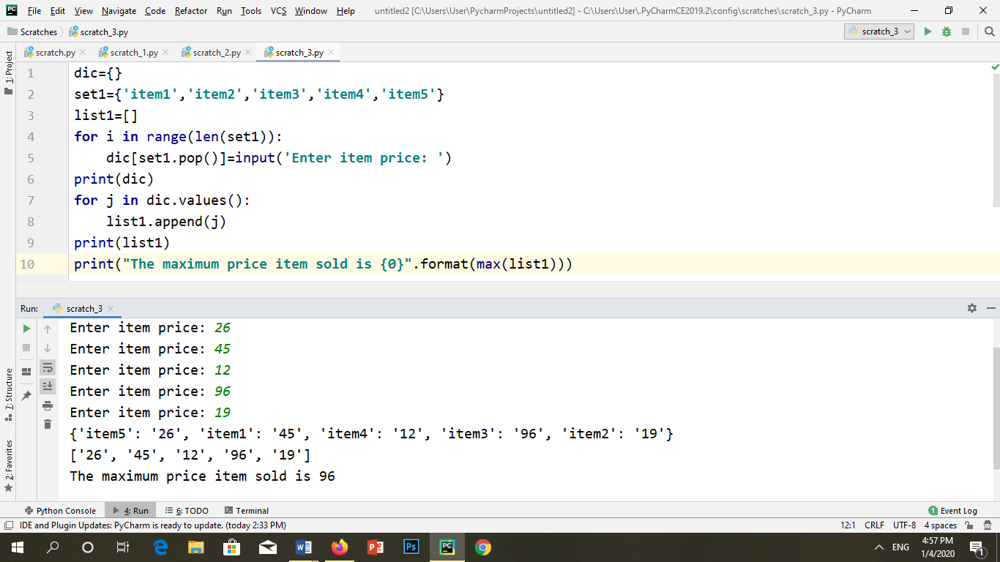 PC File Edit View Navigate Code Refactor Run Tools VCS Window Help untitled2 [C:\Users\User\PycharmProjects\untitled2] - C:\Users\User\.PyCharmCE2019.2\config\scratches\scratch_3.py - PyCharm
Scratches scratch_3.py scratch_3
1: Project
scratch.py scratch_1.py scratch_2.py scratch_3.py
1 dic={}
2 set1={'item1','item2','item3','item4','item5'}
3 list1=[]
4 for i in range(len(set1)):
5     dic[set1.pop()]=input('Enter item price: ')
6 print(dic)
7 for j in dic.values():
8     list1.append(j)
9 print(list1)
10 print("The maximum price item sold is {0}".format(max(list1)))
Run: scratch_3
Enter item price: 26
Enter item price: 45
Enter item price: 12
Enter item price: 96
Enter item price: 19
{'item5': '26', 'item1': '45', 'item4': '12', 'item3': '96', 'item2': '19'}
['26', '45', '12', '96', '19']
The maximum price item sold is 96
7: Structure
2: Favorites
Python Console 4: Run 6: TODO Terminal 1 Event Log
IDE and Plugin Updates: PyCharm is ready to update. (today 2:33 PM) 12:1 CRLF UTF-8 4 spaces
W P Ps PC ENG 4:57 PM
1/4/2020 1